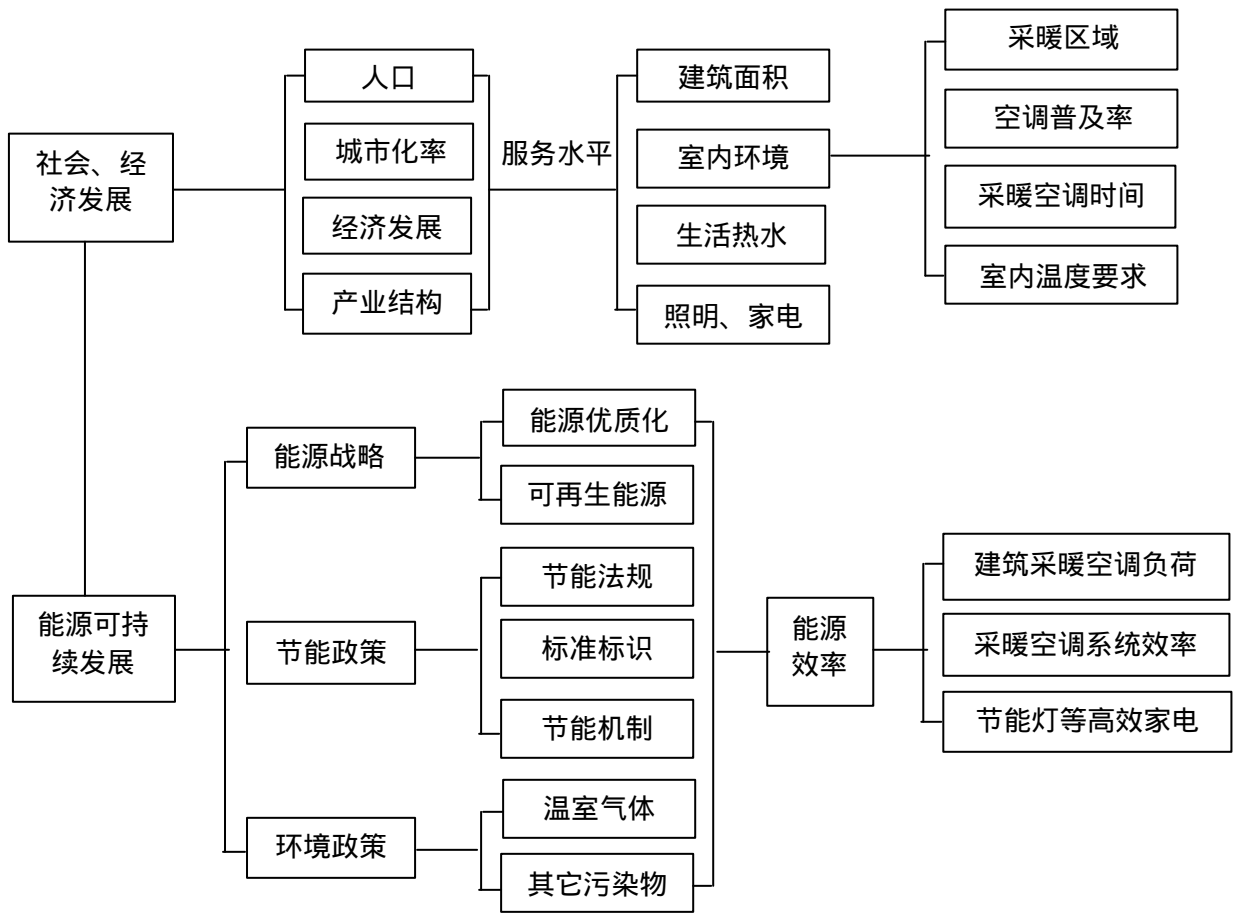 采暖区域
人口
建筑面积
空调普及率
社会、经
济发展
城市化率
服务水平
室内环境
采暖空调时间
经济发展
生活热水
室内温度要求
产业结构
照明、家电
能源优质化
能源战略
可再生能源
节能法规
建筑采暖空调负荷
能源可持
续发展
节能政策
标准标识
能源
效率
采暖空调系统效率
节能机制
节能灯等高效家电
温室气体
环境政策
其它污染物